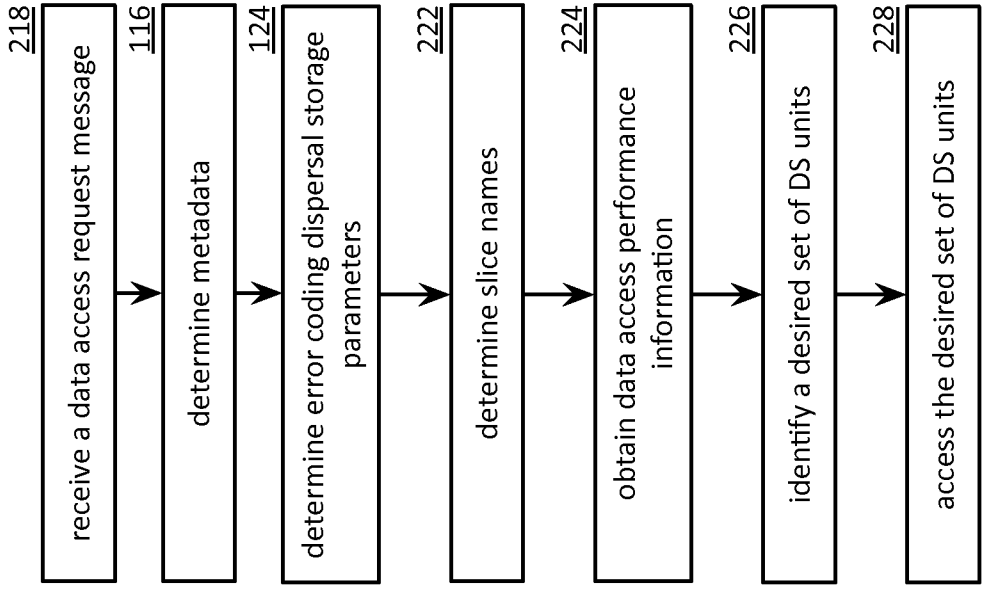 218
receive a data access request message
116
determine metadata
124
determine error coding dispersal storage
parameters
222
determine slice names
224
obtain data access performance
information
226
identify a desired set of DS units
228
access the desired set of DS units